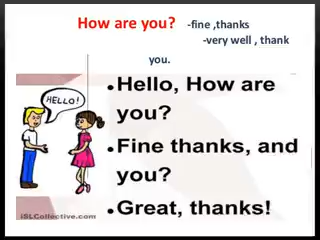 How are you? -fine ,thanks
-very well , thank
you.
HELLO!
•Hello, How are
you?
•Fine thanks, and
you?
•Great, thanks!
iSLCollective.com